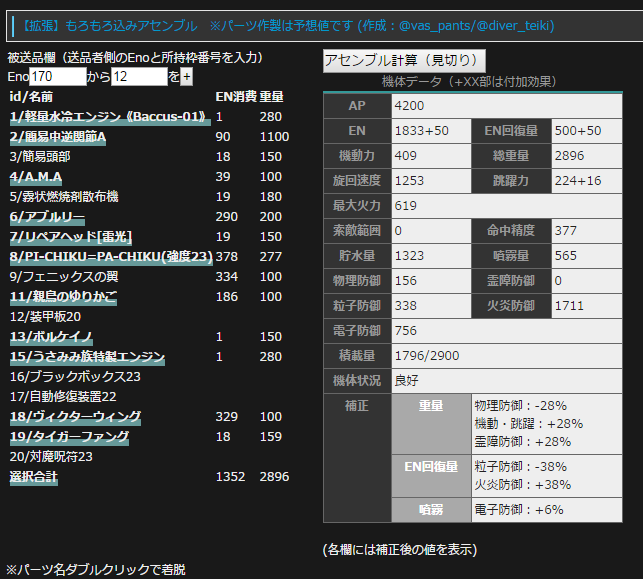 【拡張】もろもろ込みアセンブル　※パーツ作製は予想値です (作成：@vas_pants/@diver_teiki)
被送品欄（送品者側のEnoと所持枠番号を入力）
Eno170から12を+
id/名前 EN消費 重量
1/軽量水冷エンジン《Baccus-01》 1 280
2/簡易中逆関節A 90 1100
3/簡易頭部 18 150
4/A.M.A 39 100
5/霧状燃焼剤散布機 19 180
6/アブルリー 290 200
7/リペアヘッド[雷光] 19 150
8/PI-CHIKU=PA-CHIKU(強度23) 378 277
9/フェニックスの翼 334 100
11/親鳥のゆりかご 186 100
12/装甲板20
13/ボルケイノ 1 150
15/うさみみ族特製エンジン 1 280
16/ブラックボックス23
17/自動修復装置22
18/ヴィクターウィング 329 100
19/タイガーファング 18 159
20/対魔呪符23
選択合計 1352 2896
※パーツ名ダブルクリックで着脱
アセンブル計算（見切り）
機体データ（+XX部は付加効果）
AP 4200
EN 1833+50 EN回復量 500+50
機動力 409 総重量 2896
旋回速度 1253 跳躍力 224+16
最大火力 619
索敵範囲 0 命中精度 377
貯水量 1323 噴霧量 565
物理防御 156 霊障防御 0
粒子防御 338 火炎防御 1711
電子防御 756
積載量 1796/2900
機体状況 良好
補正 重量 物理防御：-28%
機動・跳躍：+28%
霊障防御：+28%
EN回復量 粒子防御：-38%
火炎防御：+38%
噴霧 電子防御：+6%
(各欄には補正後の値を表示)